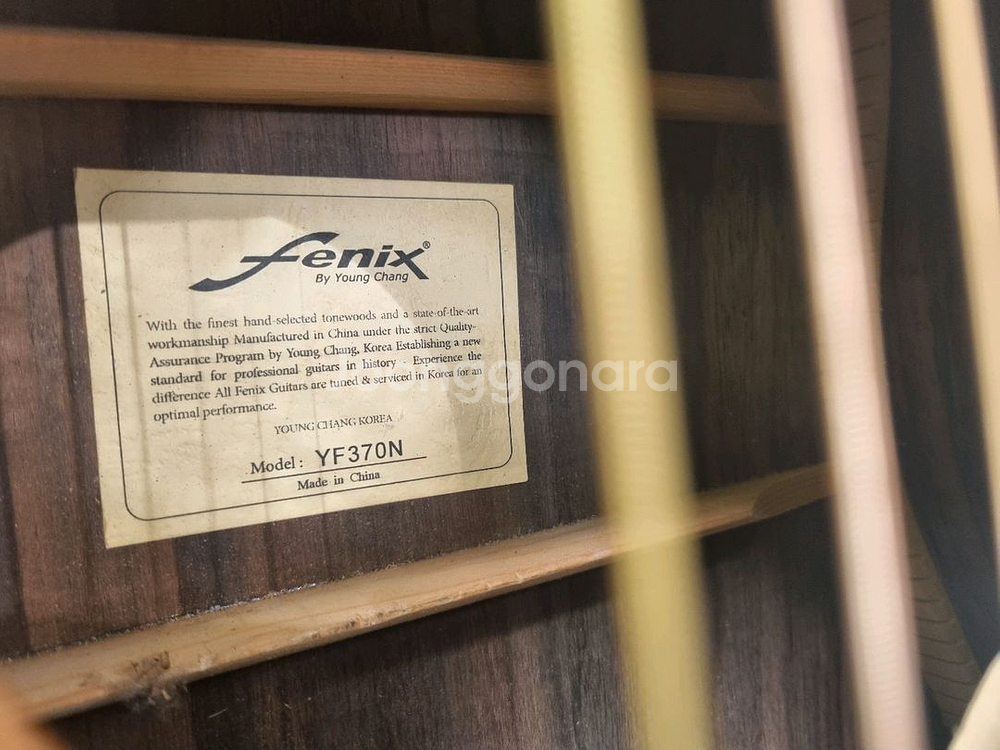 fenix®
By Young Chang
With the finest hand-selected tonewoods and a state-of-the-art
workmanship Manufactured in China under the strict Quality-
Assurance Program by Young Chang, Korea Establishing a new
standard for professional guitars in history - Experience the
difference All Fenix Guitars are tuned & serviced in Korea for an
optimal performance.
YOUNG CHANG KOREA
Model: YF370N
Made in China
ggonara